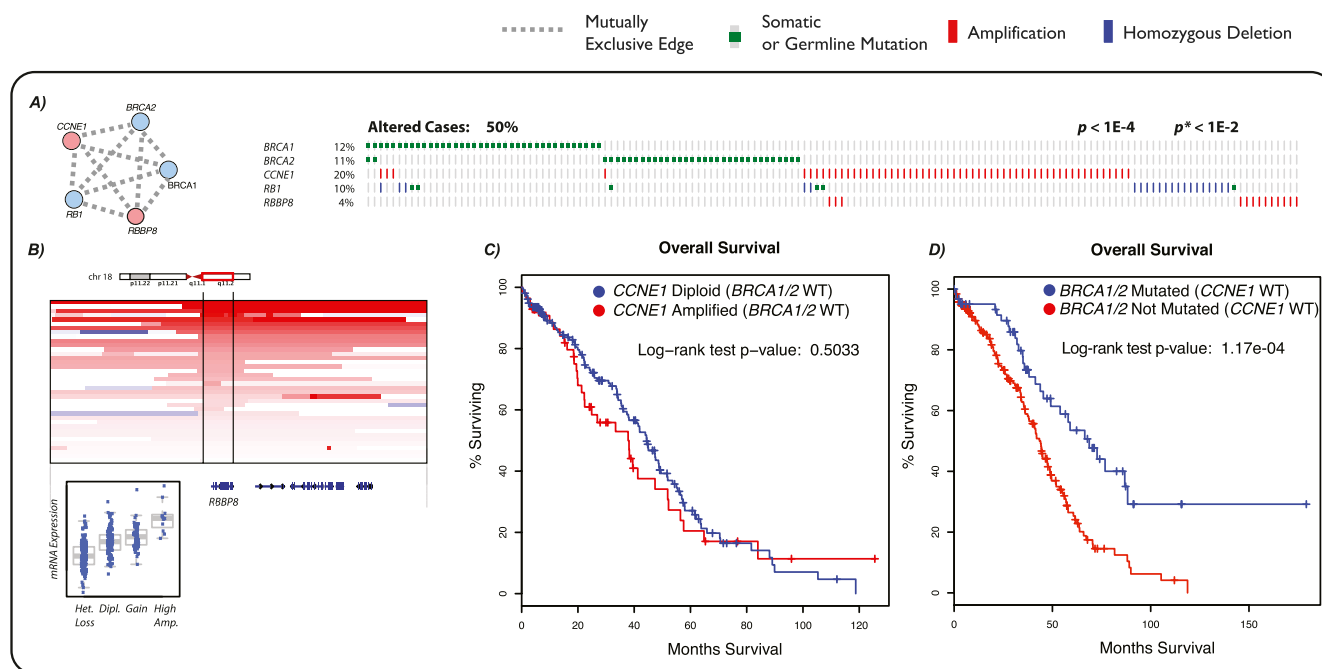 Mutually
Exclusive Edge
Somatic
or Germline Mutation
Amplification
Homozygous Deletion
A)
BRCA2
CCNE1
BRCA1
RB1
RBBP8
Altered Cases: 50%
p < 1E-4
p* < 1E-2
BRCA1 12%
BRCA2 11%
CCNE1 20%
RB1 10%
RBBP8 4%
B)
chr 18
p11.22 p11.21 q11.1 q11.2
RBBP8
mRNA Expression
Het. Loss
Dipl.
Gain
High Amp.
C)
Overall Survival
CCNE1 Diploid (BRCA1/2 WT)
CCNE1 Amplified (BRCA1/2 WT)
Log-rank test p-value: 0.5033
% Surviving
100
80
60
40
20
0
0 20 40 60 80 100 120
Months Survival
D)
Overall Survival
BRCA1/2 Mutated (CCNE1 WT)
BRCA1/2 Not Mutated (CCNE1 WT)
Log-rank test p-value: 1.17e-04
% Surviving
100
80
60
40
20
0
0 50 100 150
Months Survival